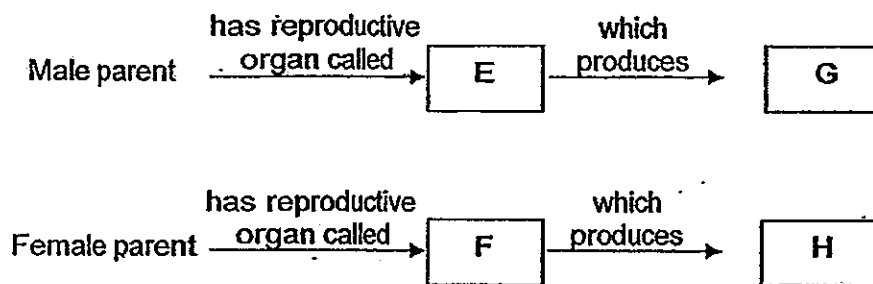 has reproductive
organ called
which
produces
Male parent
E
G
has reproductive
organ called
which
produces
Female parent
F
H